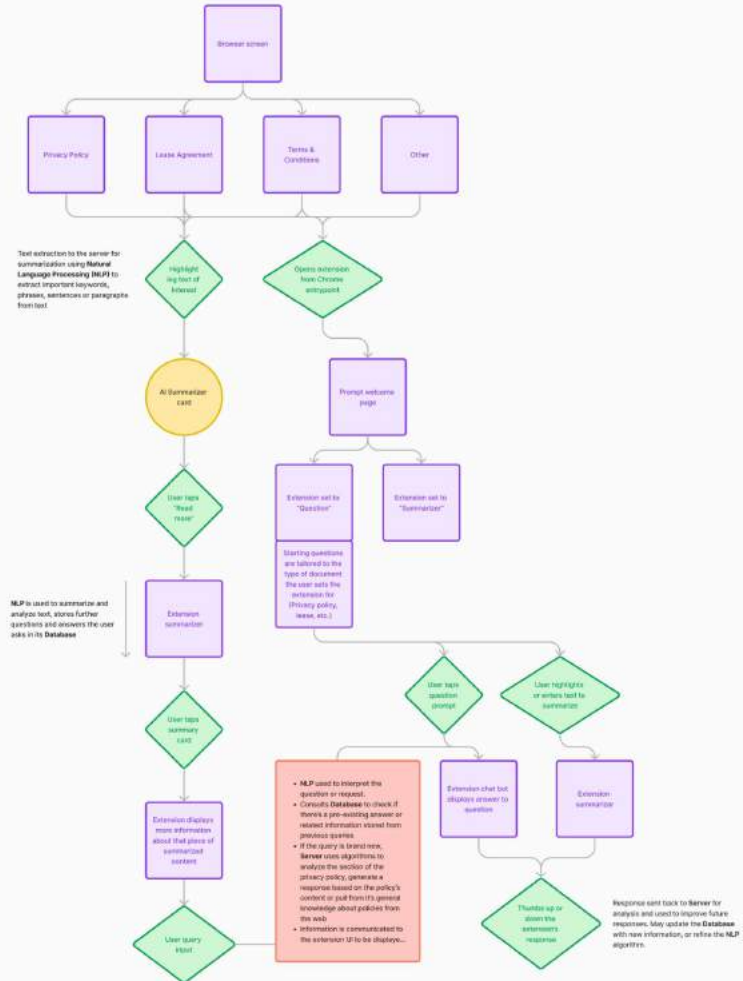 Browser screen
Privacy Policy
Lease Agreement
Terms &
Conditions
Other
Text extraction to the server for
summarization using Natural
Language Processing (NLP) to
extract important keywords,
phrases, sentences or paragraphs
from text
Highlight
ing text of
interest
Opens extension
from Chrome
entrypoint
AI Summarizer
card
Prompt welcome
page
User taps
"Read
more"
Extension set to
"Question"
Extension set to
"Summarizer"
Starting questions
are tailored to the
type of document
the user sets the
extension for
(Privacy policy,
lease, etc.)
NLP is used to summarize and
analyze text, stores further
questions and answers the user
asks in its Database
Extension
summarizer
User taps
question
prompt
User highlights
or enters text to
summarize
User taps
summary
card
• NLP used to interpret the
question or request.
• Consults Database to check if
there's a pre-existing answer or
related information stored from
previous queries
• If the query is brand new,
Server uses algorithms to
analyze the section of the
privacy policy, generate a
response based on the policy's
content or pull from it's general
knowledge about policies from
the web
• Information is communicated to
the extension UI to be displaye...
Extension chat bot
displays answer to
question
Extension
summarizer
Extension displays
more information
about that piece of
summarized
content
User query
input
Thumbs up or
down the
extension's
response
Response sent back to Server for
analysis and used to improve future
responses. May update the Database
with new information, or refine the NLP
algorithm.